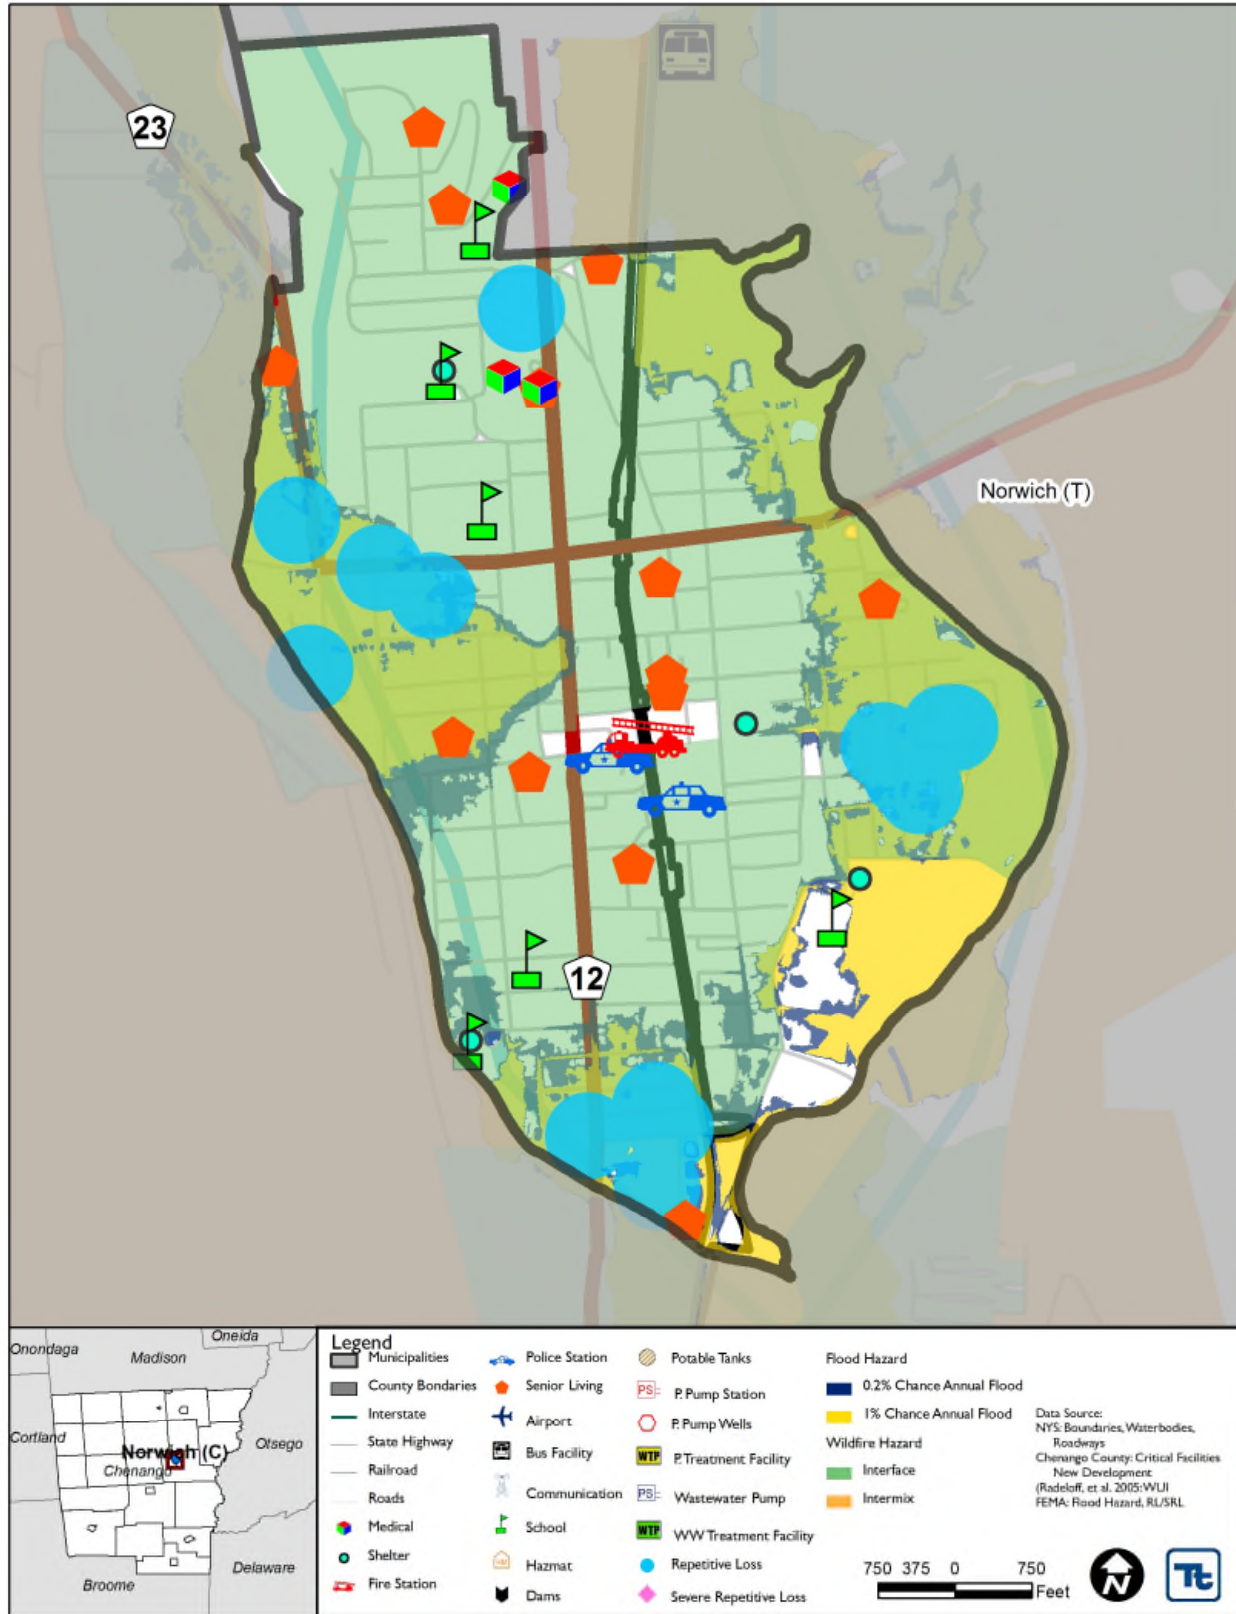 23
Norwich (T)
12
Onondaga
Oneida
Madison
Cortland
Norwich (C)
Chenango
Otsego
Broome
Delaware
Legend
Municipalities
County Bondaries
Interstate
State Highway
Railroad
Roads
Medical
Shelter
Fire Station
Police Station
Senior Living
Airport
Bus Facility
Communication
School
Hazmat
Dams
Potable Tanks
PS P. Pump Station
P. Pump Wells
WTP P. Treatment Facility
PS Wastewater Pump
WTP WW Treatment Facility
Repetitive Loss
Severe Repetitive Loss
Flood Hazard
0.2% Chance Annual Flood
1% Chance Annual Flood
Wildfire Hazard
Interface
Intermix
Data Source:
NYS: Boundaries, Waterbodies,
Roadways
Chenango County: Critical Facilities
New Development
(Radeloff, et al. 2005: WUI
FEMA: Flood Hazard, RL/SRL
750 375 0 750
Feet
N
Tt